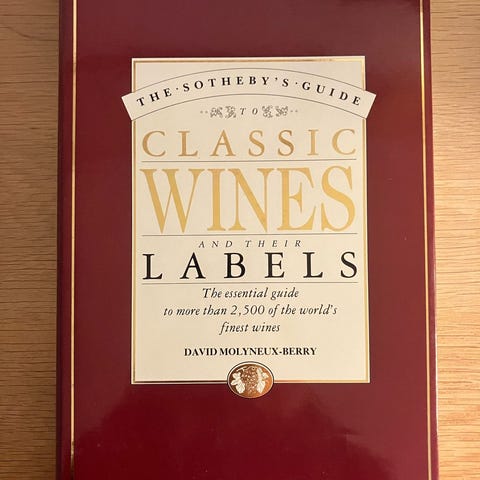 THE·SOTHEBY'S·GUIDE
TO
CLASSIC
WINES
AND THEIR
LABELS
The essential guide
to more than 2,500 of the world's
finest wines
DAVID MOLYNEUX-BERRY